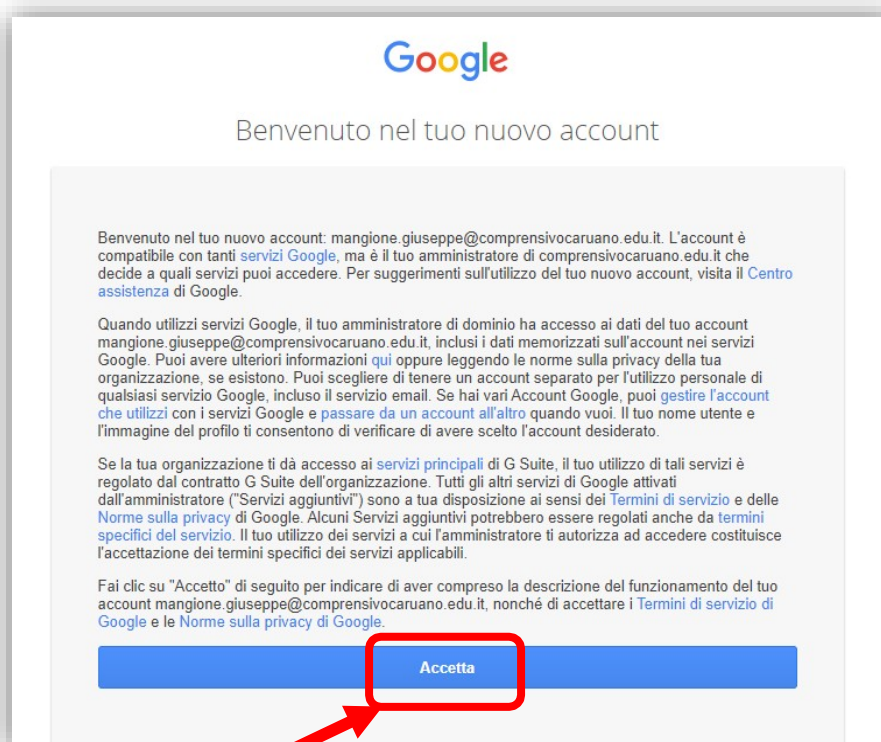 Google
Benvenuto nel tuo nuovo account
Benvenuto nel tuo nuovo account: mangione.giuseppe@comprensivocaruano.edu.it. L'account è
compatibile con tanti servizi Google, ma è il tuo amministratore di comprensivocaruano.edu.it che
decide a quali servizi puoi accedere. Per suggerimenti sull'utilizzo del tuo nuovo account, visita il Centro
assistenza di Google.
Quando utilizzi servizi Google, il tuo amministratore di dominio ha accesso ai dati del tuo account
mangione.giuseppe@comprensivocaruano.edu.it, inclusi i dati memorizzati sull'account nei servizi
Google. Puoi avere ulteriori informazioni qui oppure leggendo le norme sulla privacy della tua
organizzazione, se esistono. Puoi scegliere di tenere un account separato per l'utilizzo personale di
qualsiasi servizio Google, incluso il servizio email. Se hai vari Account Google, puoi gestire l'account
che utilizzi con i servizi Google e passare da un account all'altro quando vuoi. Il tuo nome utente e
l'immagine del profilo ti consentono di verificare di avere scelto l'account desiderato.
Se la tua organizzazione ti dà accesso ai servizi principali di G Suite, il tuo utilizzo di tali servizi è
regolato dal contratto G Suite dell'organizzazione. Tutti gli altri servizi di Google attivati
dall'amministratore ("Servizi aggiuntivi") sono a tua disposizione ai sensi dei Termini di servizio e delle
Norme sulla privacy di Google. Alcuni Servizi aggiuntivi potrebbero essere regolati anche da termini
specifici del servizio. Il tuo utilizzo dei servizi a cui l'amministratore ti autorizza ad accedere costituisce
l'accettazione dei termini specifici dei servizi applicabili.
Fai clic su "Accetto" di seguito per indicare di aver compreso la descrizione del funzionamento del tuo
account mangione.giuseppe@comprensivocaruano.edu.it, nonché di accettare i Termini di servizio di
Google e le Norme sulla privacy di Google.
Accetta